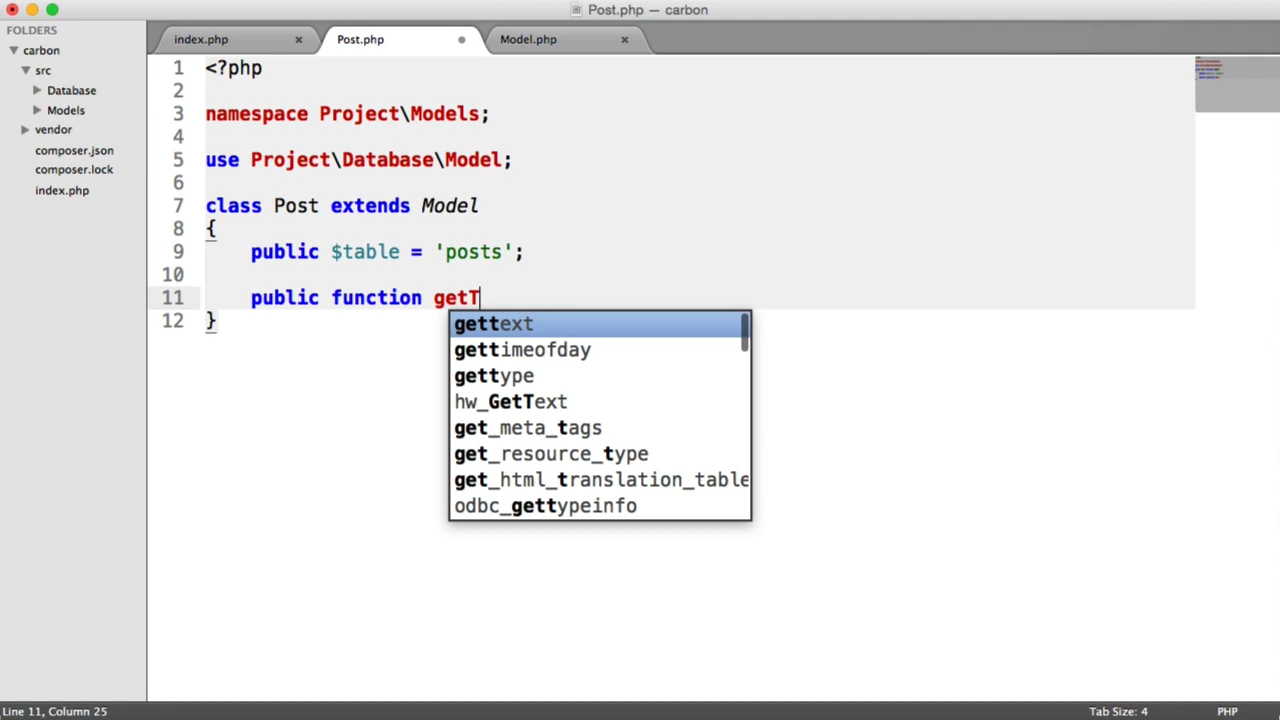 Post.php — carbon
FOLDERS
carbon
src
Database
Models
vendor
composer.json
composer.lock
index.php
index.php ×
Post.php
Model.php ×
1 <?php
2
3 namespace Project\Models;
4
5 use Project\Database\Model;
6
7 class Post extends Model
8 {
9 public $table = 'posts';
10
11 public function getT
12 }
gettext
gettimeofday
gettype
hw_GetText
get_meta_tags
get_resource_type
get_html_translation_table
odbc_gettypeinfo
Line 11, Column 25
Tab Size: 4
PHP